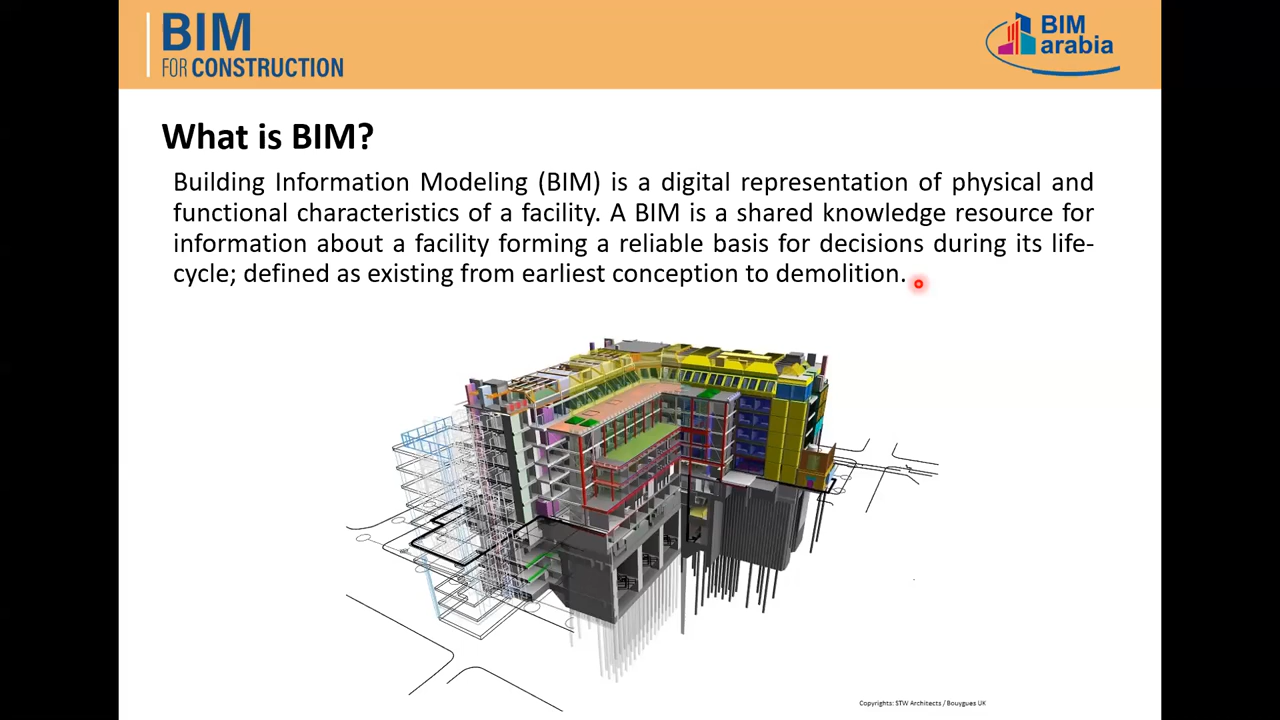 BIM
FOR CONSTRUCTION
BIM
arabia
What is BIM?
Building Information Modeling (BIM) is a digital representation of physical and
functional characteristics of a facility. A BIM is a shared knowledge resource for
information about a facility forming a reliable basis for decisions during its life-
cycle; defined as existing from earliest conception to demolition.
Copyrights: STW Architects / Bouygues UK